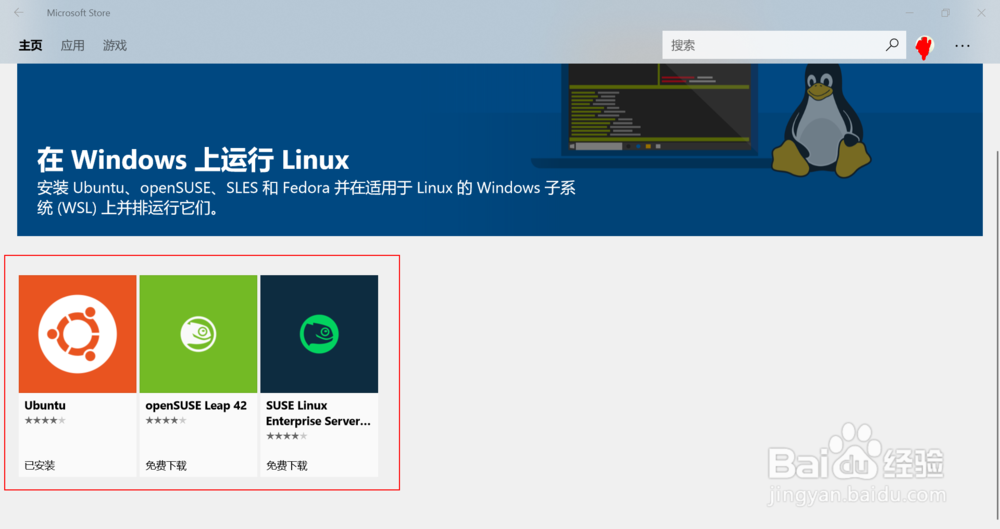 Microsoft Store
主页 应用 游戏 搜索
在 Windows 上运行 Linux
安装 Ubuntu、openSUSE、SLES 和 Fedora 并在适用于 Linux 的 Windows 子系
统 (WSL) 上并排运行它们。
Ubuntu openSUSE Leap 42 SUSE Linux
Enterprise Server...
已安装 免费下载 免费下载
Baidu 经验
jingyan.baidu.com